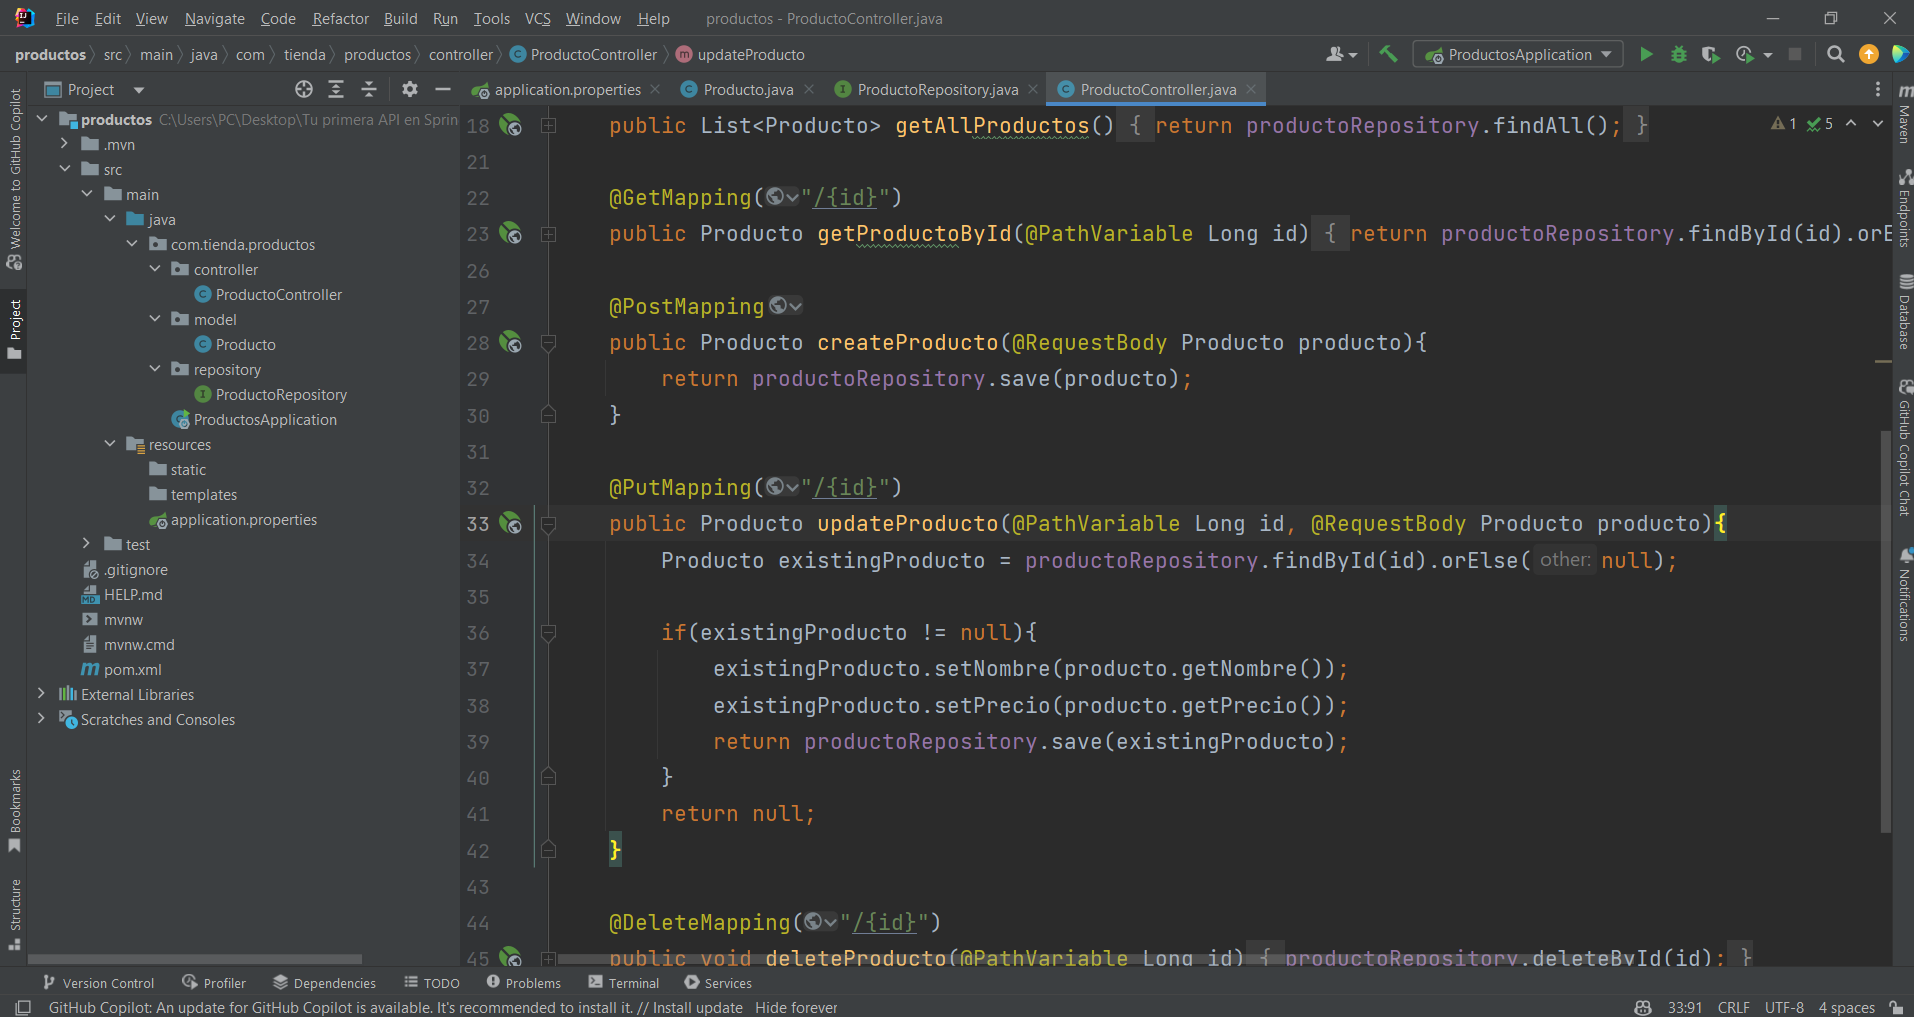 File Edit View Navigate Code Refactor Build Run Tools VCS Window Help productos - ProductoController.java
productos src main java com tienda productos controller ProductoController updateProducto ProductosApplication
Project application.properties Producto.java ProductoRepository.java ProductoController.java
Welcome to GitHub Copilot
Project
Bookmarks
Structure
productos C:\Users\PC\Desktop\Tu primera API en Sprin
.mvn
src
main
java
com.tienda.productos
controller
ProductoController
model
Producto
repository
ProductoRepository
ProductosApplication
resources
static
templates
application.properties
test
.gitignore
HELP.md
mvnw
mvnw.cmd
pom.xml
External Libraries
Scratches and Consoles
18 public List<Producto> getAllProductos() { return productoRepository.findAll(); } 1 5
21
22 @GetMapping("/{id}")
23 public Producto getProductoById(@PathVariable Long id) { return productoRepository.findById(id).orE
26
27 @PostMapping
28 public Producto createProducto(@RequestBody Producto producto){
29 return productoRepository.save(producto);
30 }
31
32 @PutMapping("/{id}")
33 public Producto updateProducto(@PathVariable Long id, @RequestBody Producto producto){
34 Producto existingProducto = productoRepository.findById(id).orElse( other: null);
35
36 if(existingProducto != null){
37 existingProducto.setNombre(producto.getNombre());
38 existingProducto.setPrecio(producto.getPrecio());
39 return productoRepository.save(existingProducto);
40 }
41 return null;
42 }
43
44 @DeleteMapping("/{id}")
45 public void deleteProducto(@PathVariable Long id) { productoRepository.deleteById(id); }
Maven
Endpoints
Database
GitHub Copilot Chat
Notifications
Version Control Profiler Dependencies TODO Problems Terminal Services
GitHub Copilot: An update for GitHub Copilot is available. It's recommended to install it. // Install update Hide forever 33:91 CRLF UTF-8 4 spaces